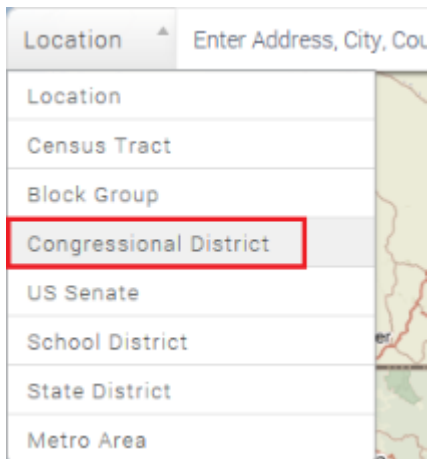 Location Enter Address, City, Cou
Location
Census Tract
Block Group
Congressional District
US Senate
School District
State District
Metro Area